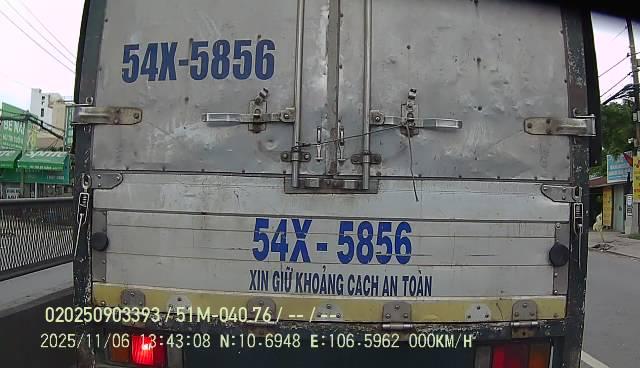 54X-5856
54X - 5856
XIN GIỮ KHOẢNG CÁCH AN TOÀN
020250903393 / 51M-040.76 / -- / --
2025/11/06 13:43:08 N:10.6948 E:106.5962 000KM/H